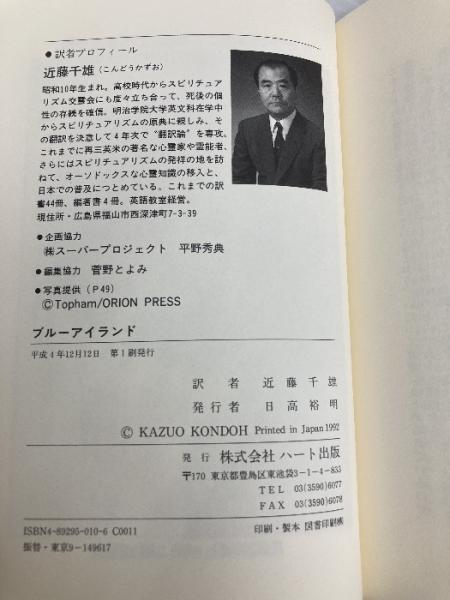 ●訳者プロフィール
近藤千雄（こんどうかずお）
昭和10年生まれ。高校時代からスピリチュア
リズム交霊会にも度々立ち合って、死後の個
性の存続を確信。明治学院大学英文科在学中
からスピリチュアリズムの原典に親しみ、そ
の翻訳を決意して4年次で“翻訳論”を専攻。
これまでに再三英米の著名な心霊家や霊能者、
さらにはスピリチュアリズムの発祥の地を訪
ねて、オーソドックスな心霊知識の移入と、
日本での普及につとめている。これまでの訳
書44冊、編著書4冊。英語教室経営。
現住所・広島県福山市西深津町7-3-39
●企画協力
㈱スーパープロジェクト 平野秀典
●編集協力 菅野とよみ
●写真提供（P49）
©Topham/ORION PRESS
ブルーアイランド
平成4年12月12日 第1刷発行
訳者 近藤千雄
発行者 日高裕明
© KAZUO KONDOH Printed in Japan 1992
発行 株式会社ハート出版
〒170 東京都豊島区東池袋3-1-4-835
TEL 03(3590)6077
FAX 03(3590)6078
ISBN4-89295-010-6 C0011
振替・東京9-149617
印刷・製本 図書印刷㈱